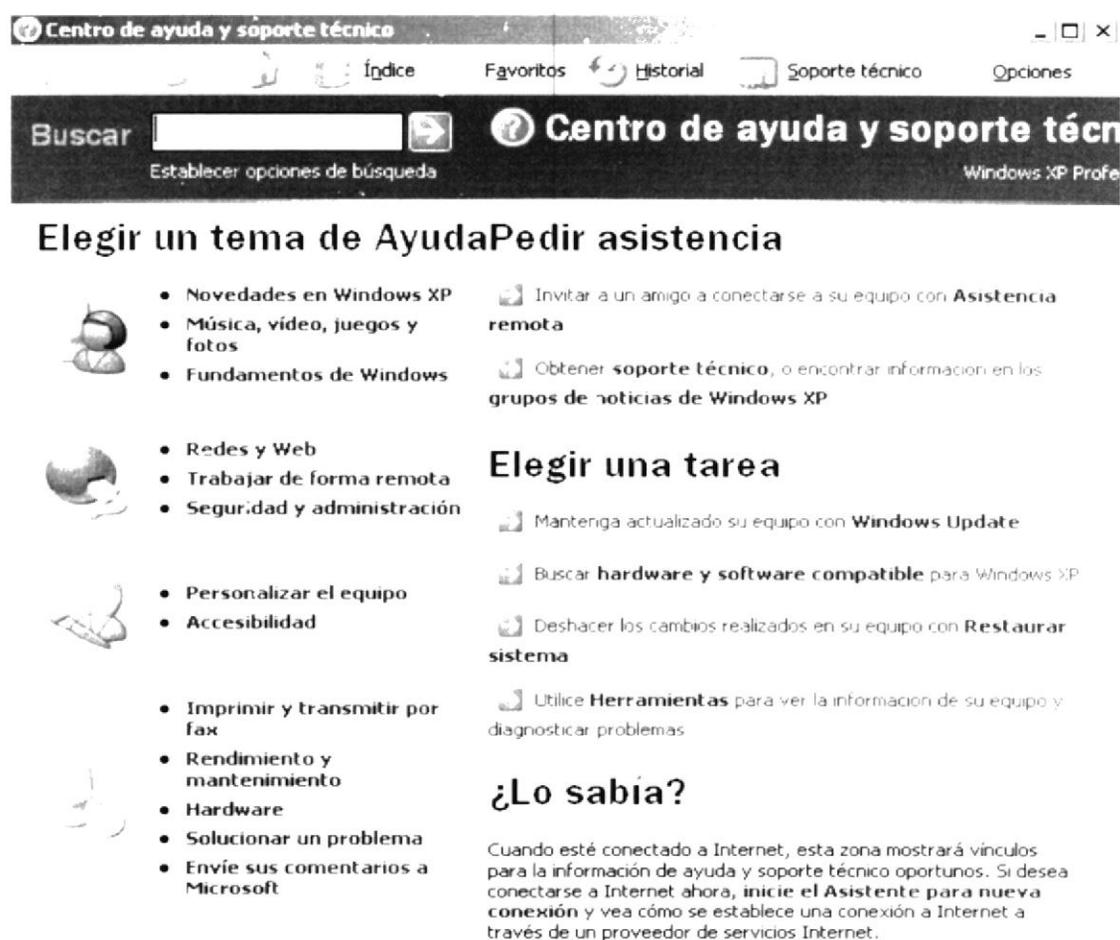 Centro de ayuda y soporte técnico
Índice Favoritos Historial Soporte técnico Opciones
Buscar
Centro de ayuda y soporte técn
Establecer opciones de búsqueda
Windows XP Profe
Elegir un tema de AyudaPedir asistencia
Novedades en Windows XP
Música, vídeo, juegos y
fotos
Fundamentos de Windows
Redes y Web
Trabajar de forma remota
Seguridad y administración
Personalizar el equipo
Accesibilidad
Imprimir y transmitir por
fax
Rendimiento y
mantenimiento
Hardware
Solucionar un problema
Envíe sus comentarios a
Microsoft
Invitar a un amigo a conectarse a su equipo con Asistencia
remota
Obtener soporte técnico, o encontrar información en los
grupos de noticias de Windows XP
Elegir una tarea
Mantenga actualizado su equipo con Windows Update
Buscar hardware y software compatible para Windows XP
Deshacer los cambios realizados en su equipo con Restaurar
sistema
Utilice Herramientas para ver la información de su equipo y
diagnosticar problemas
¿Lo sabía?
Cuando esté conectado a Internet, esta zona mostrará vínculos
para la información de ayuda y soporte técnico oportunos. Si desea
conectarse a Internet ahora, inicie el Asistente para nueva
conexión y vea cómo se establece una conexión a Internet a
través de un proveedor de servicios Internet.